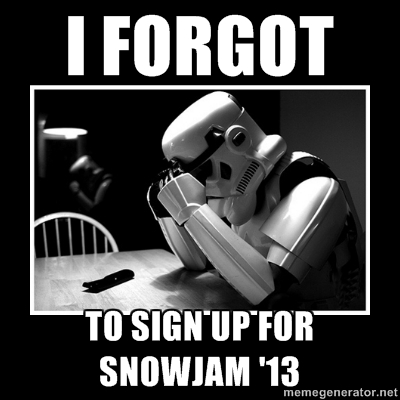 I FORGOT
TO SIGN UP FOR
SNOWJAM '13
memegenerator.net